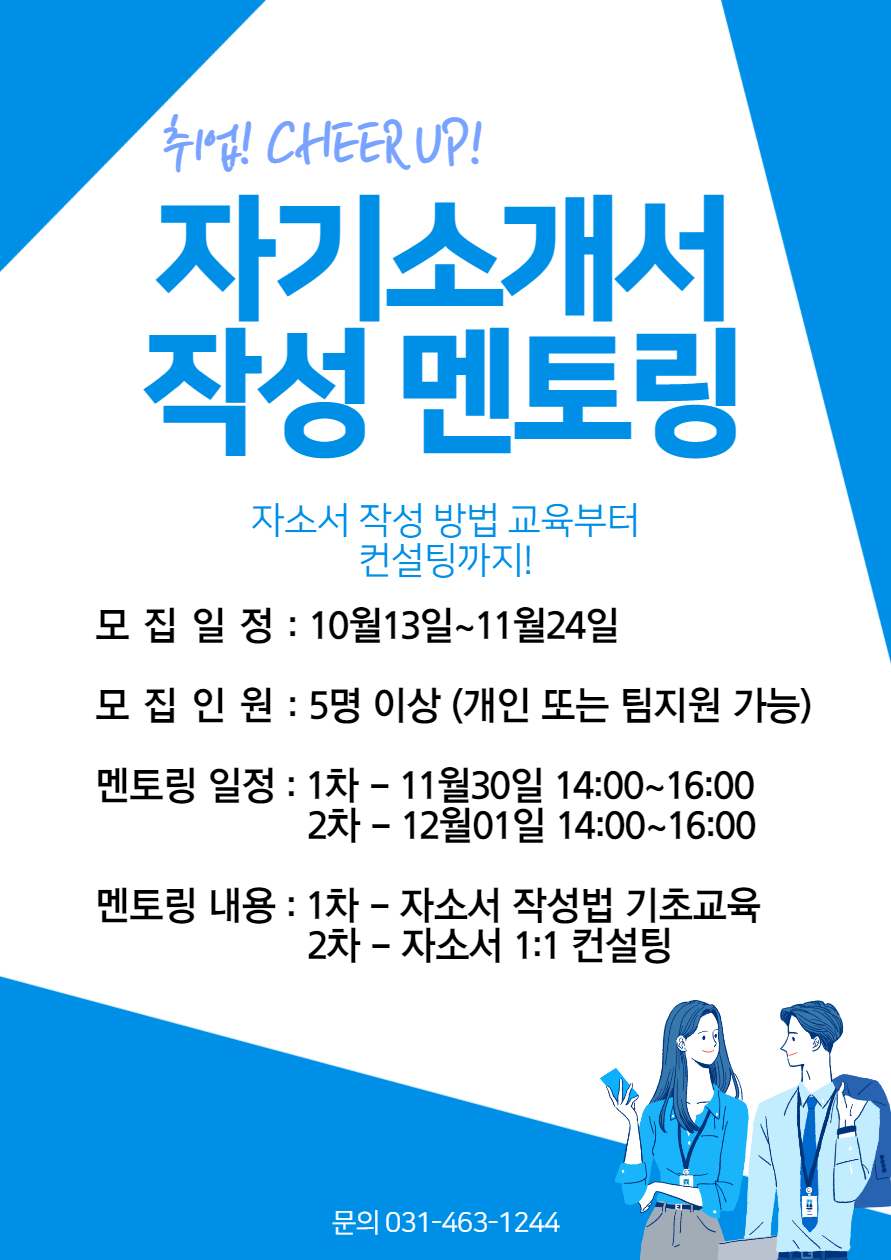 취업! CHEER UP!
자기소개서
작성 멘토링
자소서 작성 방법 교육부터
컨설팅까지!
모 집 일 정 : 10월13일~11월24일
모 집 인 원 : 5명 이상 (개인 또는 팀지원 가능)
멘토링 일정 : 1차 – 11월30일 14:00~16:00
2차 – 12월01일 14:00~16:00
멘토링 내용 : 1차 – 자소서 작성법 기초교육
2차 – 자소서 1:1 컨설팅
문의 031-463-1244